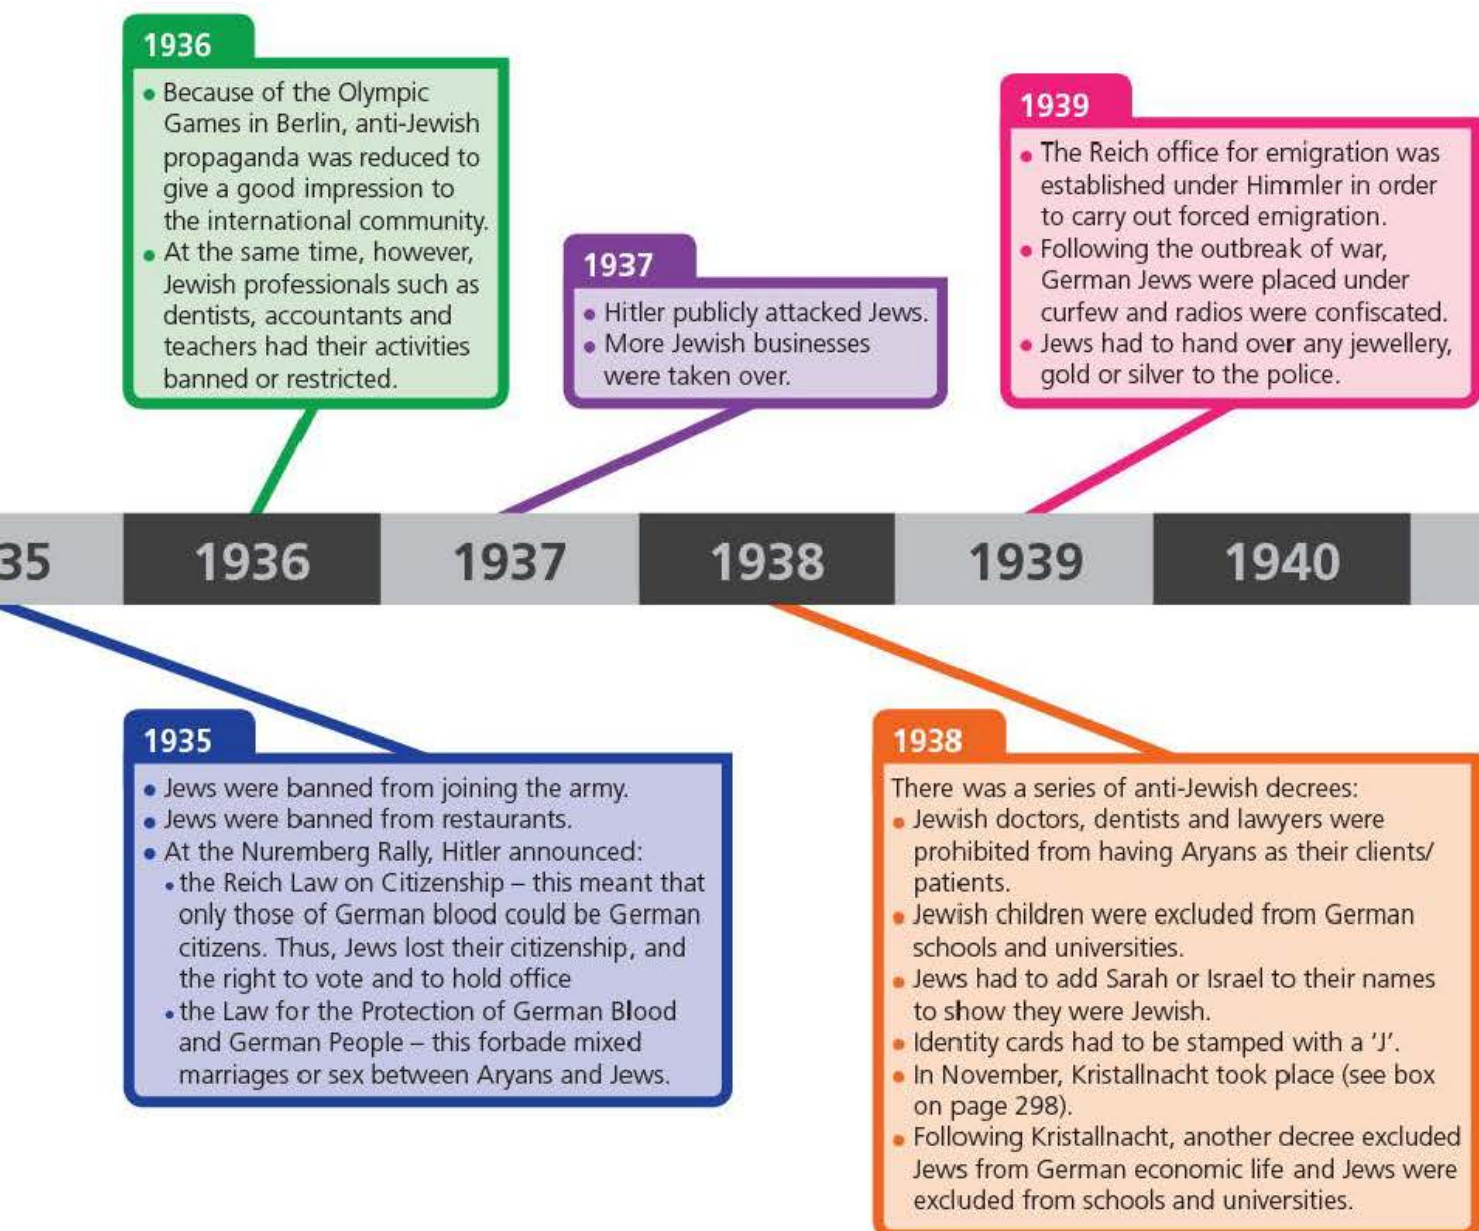 1936
• Because of the Olympic
Games in Berlin, anti-Jewish
propaganda was reduced to
give a good impression to
the international community.
• At the same time, however,
Jewish professionals such as
dentists, accountants and
teachers had their activities
banned or restricted.
1937
• Hitler publicly attacked Jews.
• More Jewish businesses
were taken over.
1939
• The Reich office for emigration was
established under Himmler in order
to carry out forced emigration.
• Following the outbreak of war,
German Jews were placed under
curfew and radios were confiscated.
• Jews had to hand over any jewellery,
gold or silver to the police.
35 1936 1937 1938 1939 1940
1935
• Jews were banned from joining the army.
• Jews were banned from restaurants.
• At the Nuremberg Rally, Hitler announced:
• the Reich Law on Citizenship – this meant that
only those of German blood could be German
citizens. Thus, Jews lost their citizenship, and
the right to vote and to hold office
• the Law for the Protection of German Blood
and German People – this forbade mixed
marriages or sex between Aryans and Jews.
1938
There was a series of anti-Jewish decrees:
• Jewish doctors, dentists and lawyers were
prohibited from having Aryans as their clients/
patients.
• Jewish children were excluded from German
schools and universities.
• Jews had to add Sarah or Israel to their names
to show they were Jewish.
• Identity cards had to be stamped with a ‘J’.
• In November, Kristallnacht took place (see box
on page 298).
• Following Kristallnacht, another decree excluded
Jews from German economic life and Jews were
excluded from schools and universities.